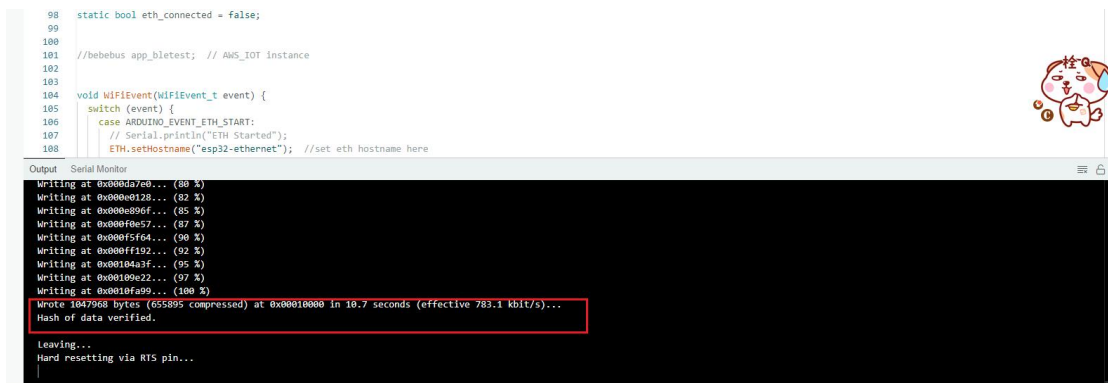 98 static bool eth_connected = false;
99
100
101 //bebebus app_bletest; // AWS_IOT instance
102
103
104 void WiFiEvent(WiFiEvent_t event) {
105 switch (event) {
106 case ARDUINO_EVENT_ETH_START:
107 // Serial.println("ETH Started");
108 ETH.setHostname("esp32-ethernet"); //set eth hostname here
栓Q
C
Output Serial Monitor
Writing at 0x000da7e0... (80 %)
Writing at 0x000e0128... (82 %)
Writing at 0x000e896f... (85 %)
Writing at 0x000f0e57... (87 %)
Writing at 0x000f5f64... (90 %)
Writing at 0x000ff192... (92 %)
Writing at 0x00104a3f... (95 %)
Writing at 0x00109e22... (97 %)
Writing at 0x0010fa99... (100 %)
Wrote 1047968 bytes (655895 compressed) at 0x00010000 in 10.7 seconds (effective 783.1 kbit/s)...
Hash of data verified.
Leaving...
Hard resetting via RTS pin...